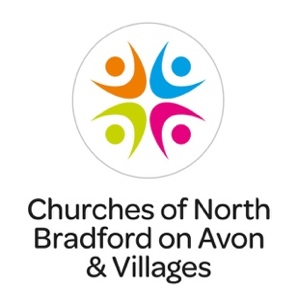 Churches of North
Bradford on Avon
& Villages